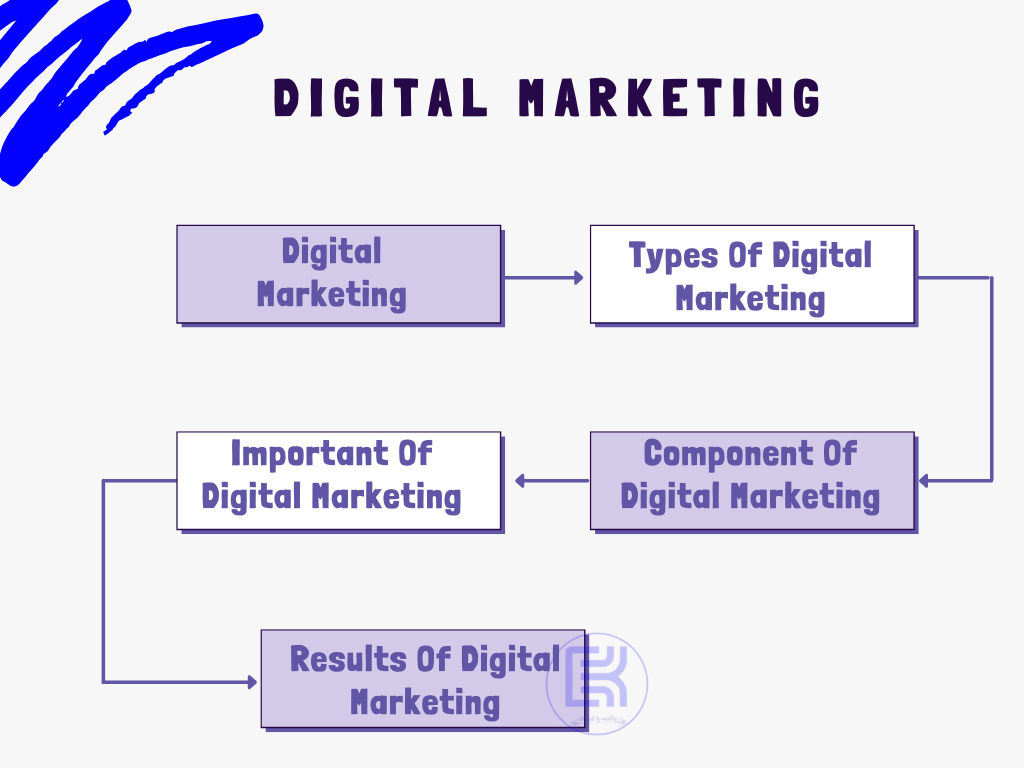 DIGITAL MARKETING
Digital
Marketing
Types Of Digital
Marketing
Component Of
Digital Marketing
Important Of
Digital Marketing
Results Of Digital
Marketing